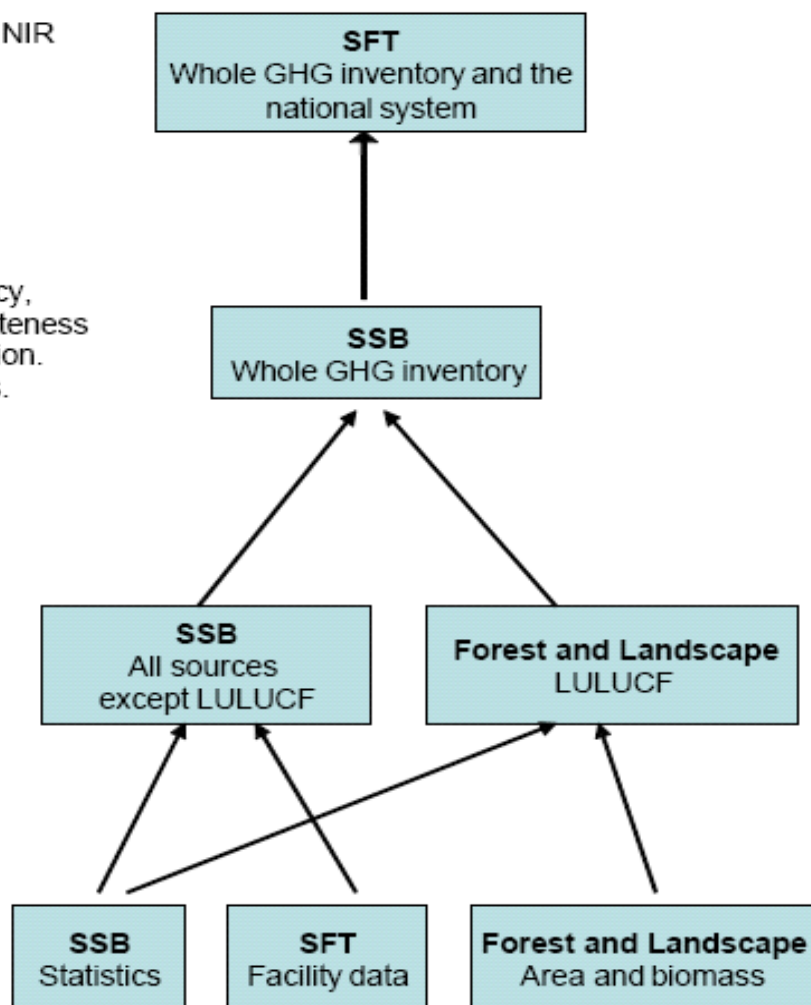 NIR
SFT
Whole GHG inventory and the
national system
SSB
Whole GHG inventory
SSB
All sources
except LULUCF
Forest and Landscape
LULUCF
SSB
Statistics
SFT
Facility data
Forest and Landscape
Area and biomass